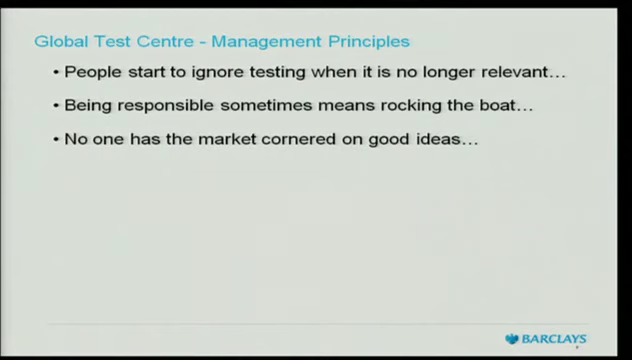 Global Test Centre - Management Principles
• People start to ignore testing when it is no longer relevant…
• Being responsible sometimes means rocking the boat…
• No one has the market cornered on good ideas…
BARCLAYS